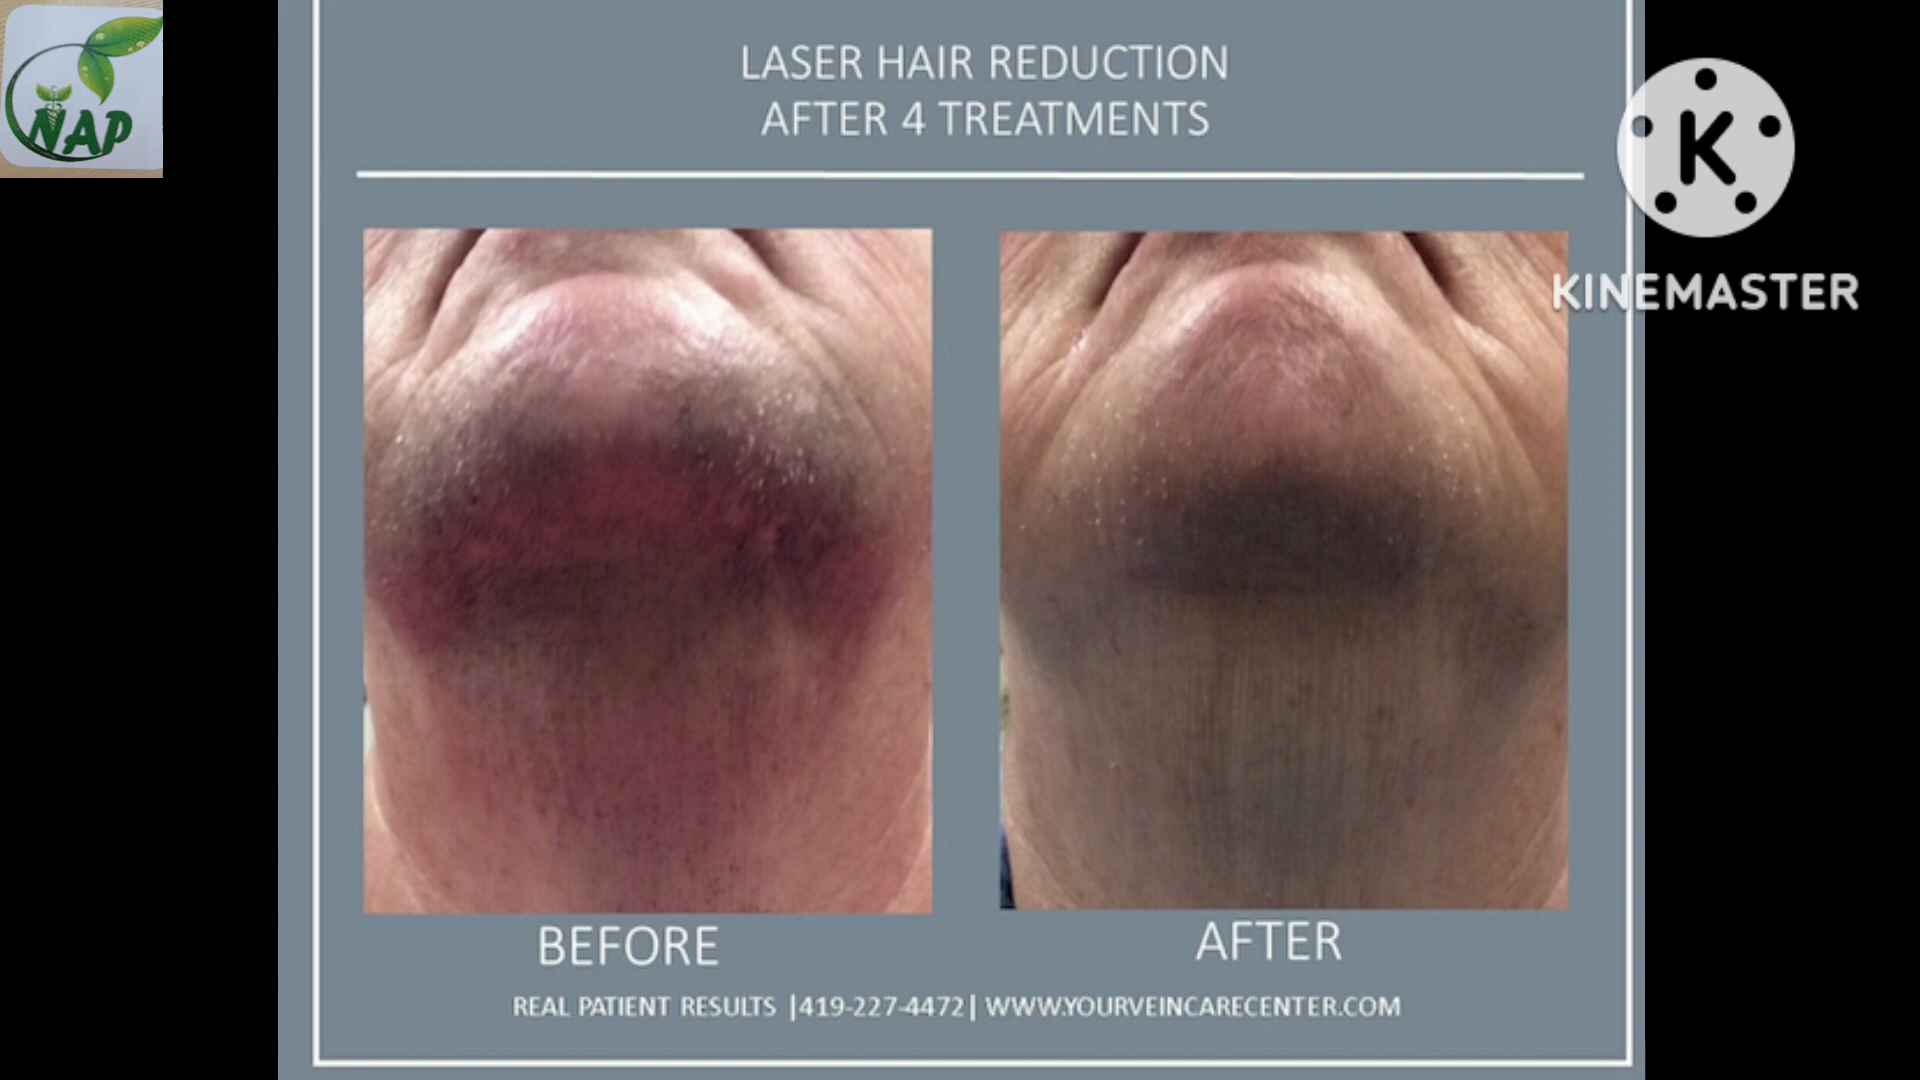 NAP
LASER HAIR REDUCTION
AFTER 4 TREATMENTS
K
KINEMASTER
BEFORE
AFTER
REAL PATIENT RESULTS |419-227-4472| WWW.YOURVEINCARECENTER.COM